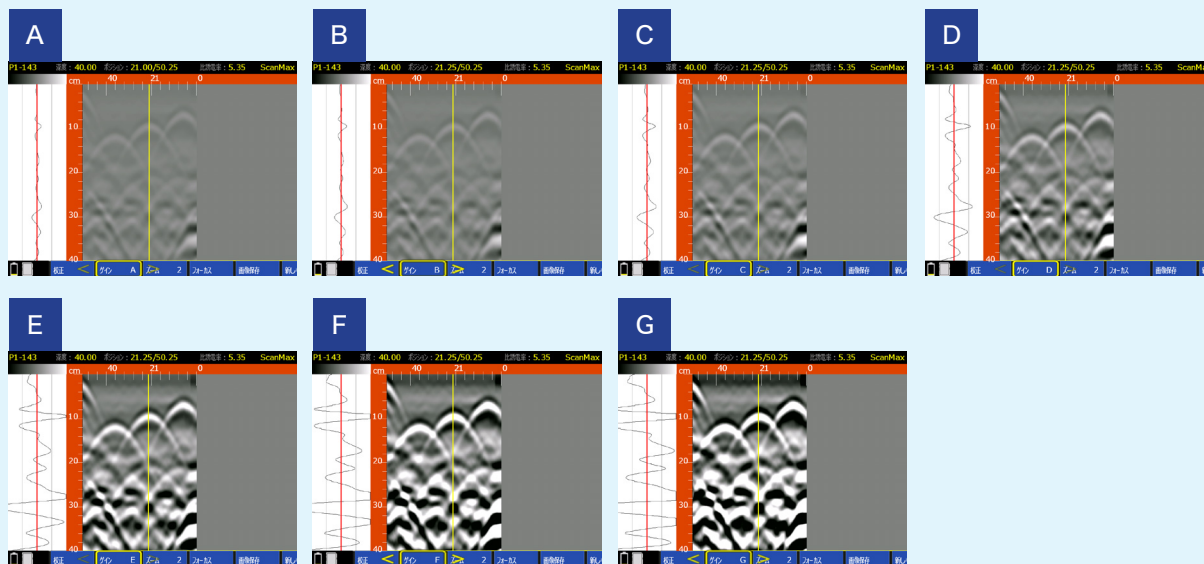 A
P1-143 深度: 40.00 ポジション: 21.00/50.25 比誘電率: 5.35 ScanMax
cm 40 21 0
10
20
30
40
校正 < ゲイン A ズーム 2 フォーカス 画像保存
B
P1-143 深度: 40.00 ポジション: 21.25/50.25 比誘電率: 5.35 ScanMax
cm 40 21 0
10
20
30
40
校正 < ゲイン B > ズーム 2 フォーカス 画像保存
C
P1-143 深度: 40.00 ポジション: 21.25/50.25 比誘電率: 5.35 ScanMax
cm 40 21 0
10
20
30
40
校正 < ゲイン C ズーム 2 フォーカス 画像保存
D
P1-143 深度: 40.00 ポジション: 21.25/50.25 比誘電率: 5.35 ScanMax
cm 40 21 0
10
20
30
40
校正 < ゲイン D ズーム 2 フォーカス 画像保存
E
P1-143 深度: 40.00 ポジション: 21.25/50.25 比誘電率: 5.35 ScanMax
cm 40 21 0
10
20
30
40
校正 < ゲイン E ズーム 2 フォーカス 画像保存
F
P1-143 深度: 40.00 ポジション: 21.25/50.25 比誘電率: 5.35 ScanMax
cm 40 21 0
10
20
30
40
校正 < ゲイン F > ズーム 2 フォーカス 画像保存
G
P1-143 深度: 40.00 ポジション: 21.25/50.25 比誘電率: 5.35 ScanMax
cm 40 21 0
10
20
30
40
校正 < ゲイン G > ズーム 2 フォーカス 画像保存